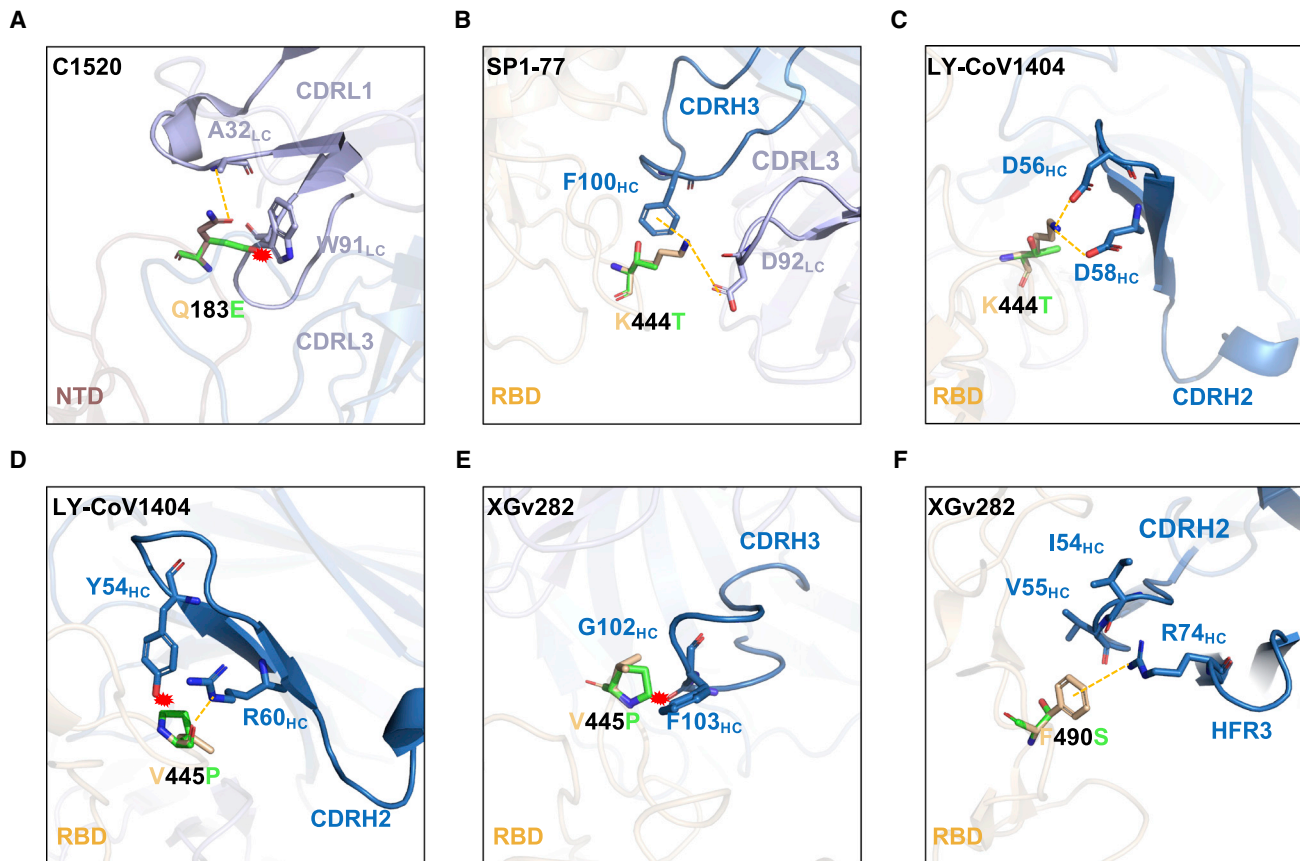 A
C1520
CDRL1
A32LC
W91LC
Q183E
CDRL3
NTD
B
SP1-77
CDRH3
CDRL3
F100HC
D92LC
K444T
RBD
C
LY-CoV1404
D56HC
D58HC
K444T
RBD
CDRH2
D
LY-CoV1404
Y54HC
R60HC
V445P
CDRH2
RBD
E
XGv282
CDRH3
G102HC
V445P
F103HC
RBD
F
XGv282
I54HC
CDRH2
V55HC
R74HC
F490S
HFR3
RBD